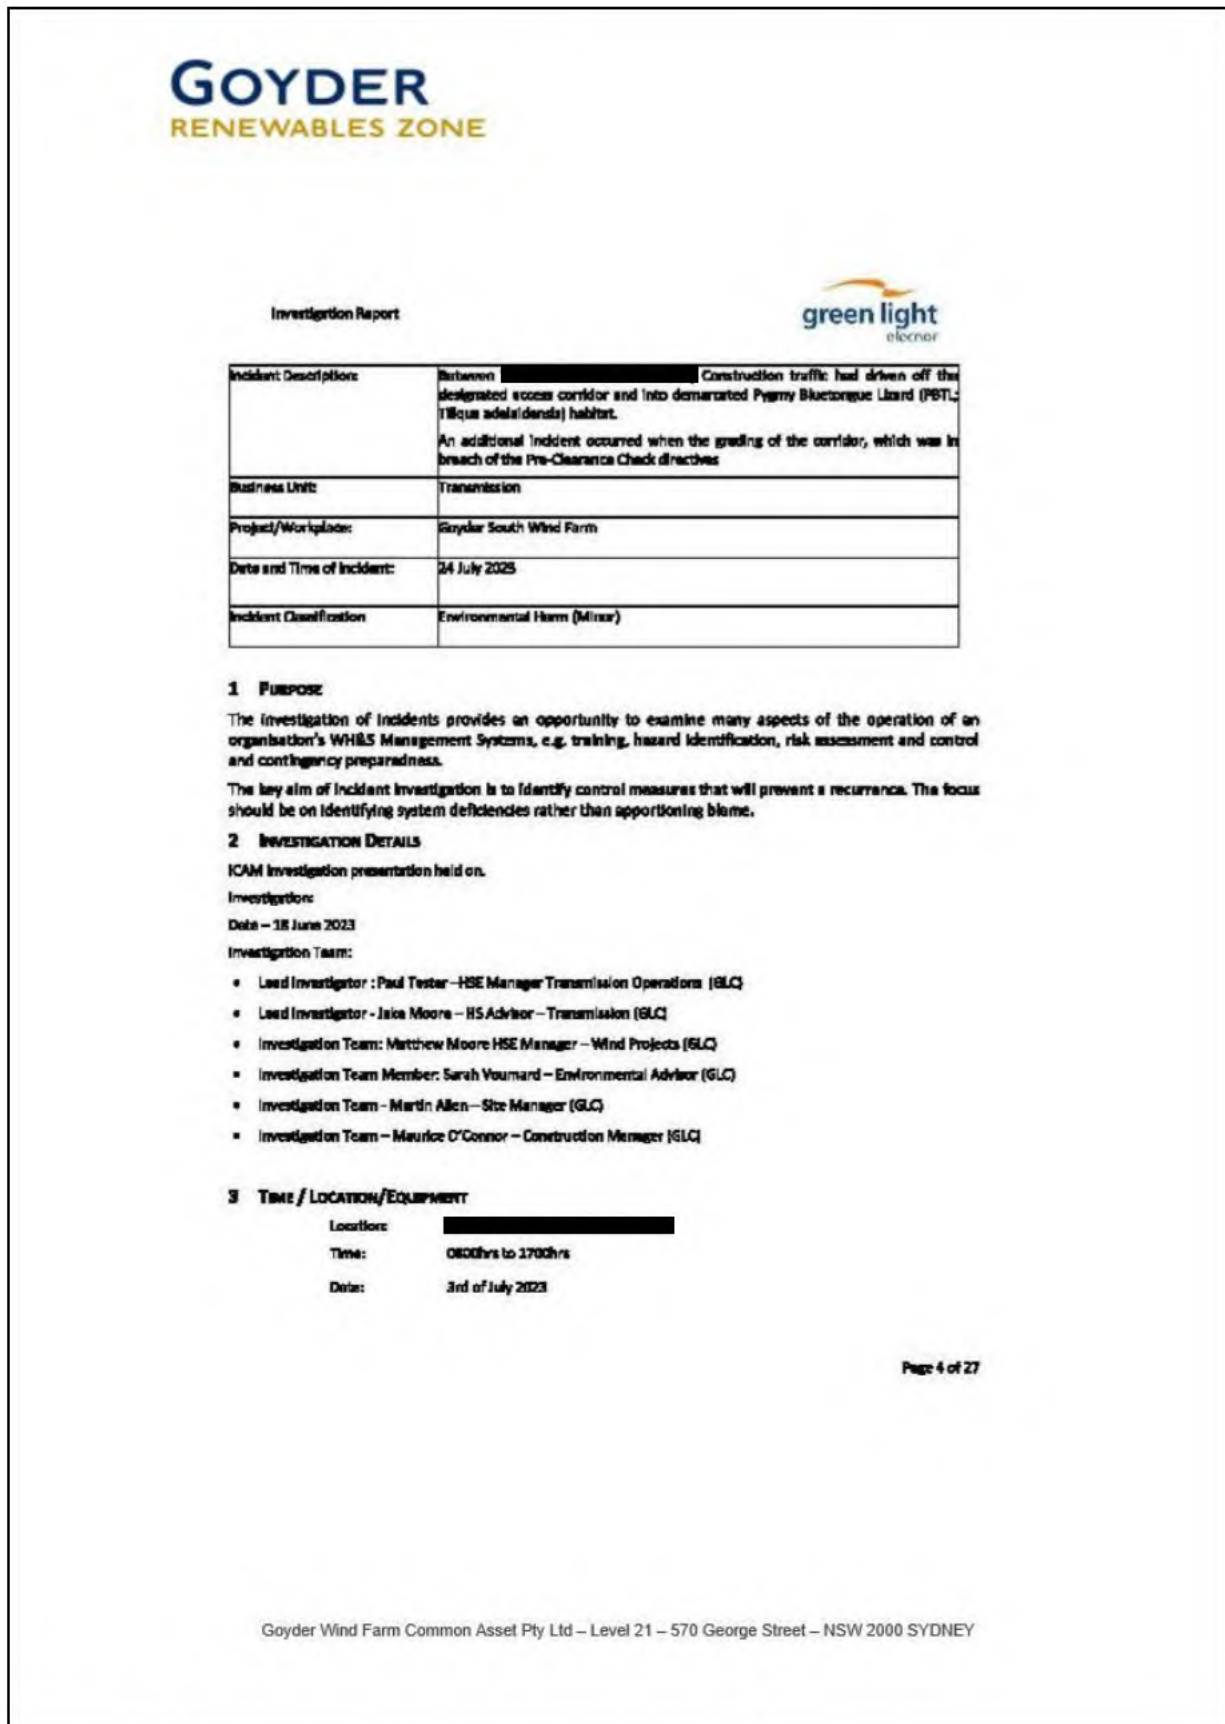 GOYDER
RENEWABLES ZONE
Investigation Report
green light
elecnor
Incident Description:
Between Construction traffic had driven off the
designated access corridor and into demarcated Pygmy Bluetongue Lizard (PBTL;
Tiliqua adelaidensis) habitat.
An additional incident occurred when the grading of the corridor, which was in
breach of the Pre-Clearance Check directives
Business Unit:
Transmission
Project/Workplace:
Goyder South Wind Farm
Date and Time of Incident:
24 July 2023
Incident Classification
Environmental Harm (Minor)
1 PURPOSE
The investigation of incidents provides an opportunity to examine many aspects of the operation of an
organisation's WH&S Management Systems, e.g. training, hazard identification, risk assessment and control
and contingency preparedness.
The key aim of incident investigation is to identify control measures that will prevent a recurrence. The focus
should be on identifying system deficiencies rather than apportioning blame.
2 INVESTIGATION DETAILS
ICAM investigation presentation held on.
Investigation:
Date – 18 June 2023
Investigation Team:
• Lead Investigator : Paul Tester –HSE Manager Transmission Operations (GLC)
• Lead Investigator - Jake Moore – HS Advisor – Transmission (GLC)
• Investigation Team: Matthew Moore HSE Manager – Wind Projects (GLC)
• Investigation Team Member: Sarah Voumard – Environmental Advisor (GLC)
• Investigation Team - Martin Allen – Site Manager (GLC)
• Investigation Team – Maurice O'Connor – Construction Manager (GLC)
3 TIME / LOCATION/EQUIPMENT
Location:
Time: 0800hrs to 1700hrs
Date: 3rd of July 2023
Page 4 of 27
Goyder Wind Farm Common Asset Pty Ltd – Level 21 – 570 George Street – NSW 2000 SYDNEY